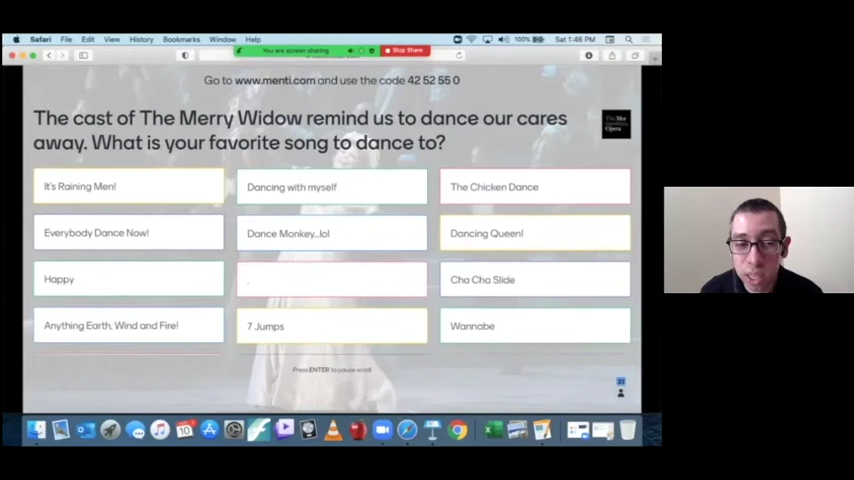 Safari File Edit View History Bookmarks Window Help
100%
Sat 1:46 PM
You are screen sharing
Stop Share
Go to www.menti.com and use the code 42 52 55 0
The cast of The Merry Widow remind us to dance our cares
away. What is your favorite song to dance to?
The Met
Opera
It's Raining Men!
Dancing with myself
The Chicken Dance
Everybody Dance Now!
Dance Monkey...lol
Dancing Queen!
Happy
.
Cha Cha Slide
Anything Earth, Wind and Fire!
7 Jumps
Wannabe
Press ENTER to pause scroll
10